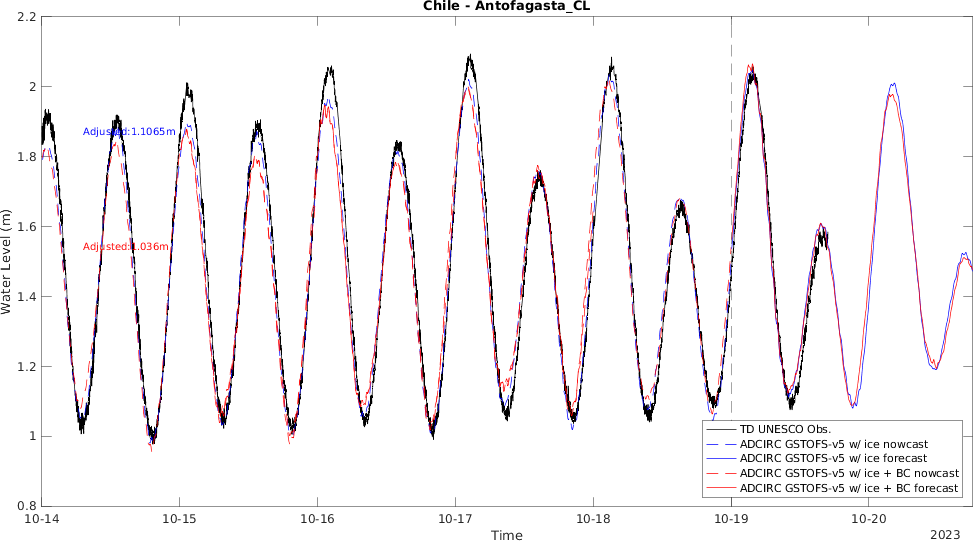 Chile - Antofagasta_CL
2.2
2
1.8
1.6
1.4
1.2
1
0.8
Water Level (m)
Adjusted:1.1065m
Adjusted:1.036m
TD UNESCO Obs.
ADCIRC GSTOFS-v5 w/ ice nowcast
ADCIRC GSTOFS-v5 w/ ice forecast
ADCIRC GSTOFS-v5 w/ ice + BC nowcast
ADCIRC GSTOFS-v5 w/ ice + BC forecast
10-14 10-15 10-16 10-17 10-18 10-19 10-20
Time
2023